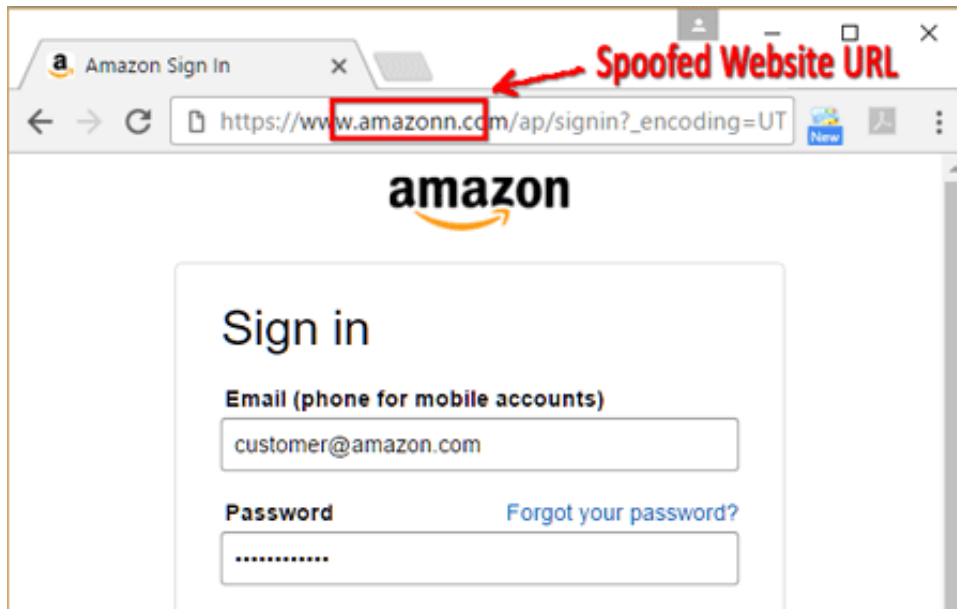 a Amazon Sign In
Spoofed Website URL
https://www.amazonn.com/ap/signin?_encoding=UT
New
amazon
Sign in
Email (phone for mobile accounts)
customer@amazon.com
Password Forgot your password?
••••••••••••